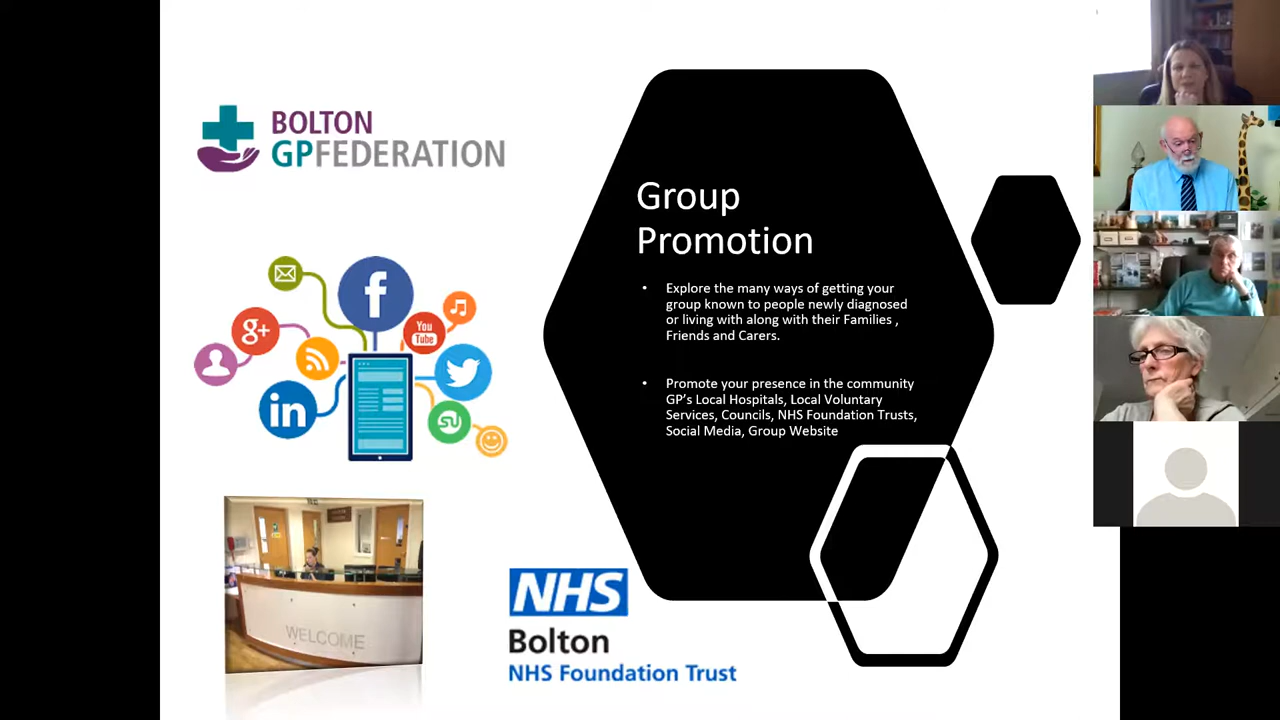 BOLTON
GPFEDERATION
f
g+
You
Tube
in
WELCOME
NHS
Bolton
NHS Foundation Trust
Group
Promotion
• Explore the many ways of getting your
group known to people newly diagnosed
or living with along with their Families ,
Friends and Carers.
• Promote your presence in the community
GP's Local Hospitals, Local Voluntary
Services, Councils, NHS Foundation Trusts,
Social Media, Group Website